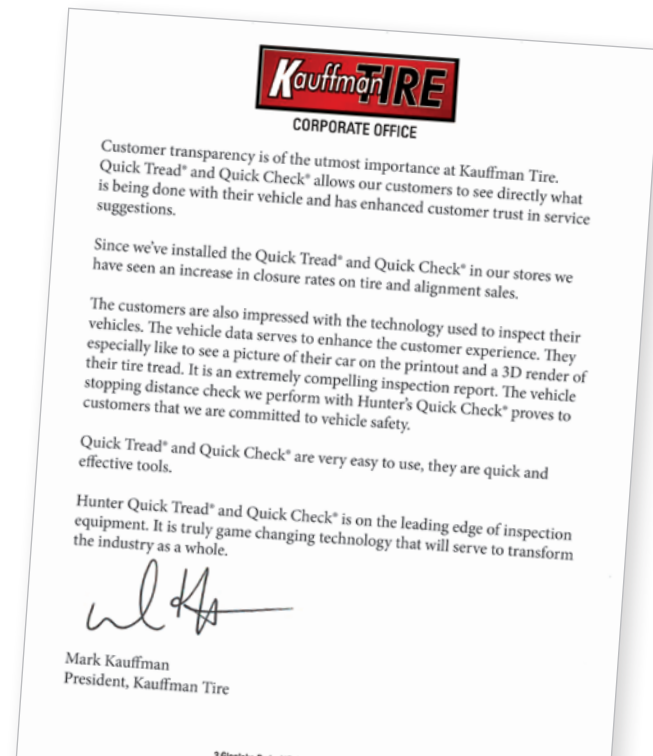 Kauffman TIRE
CORPORATE OFFICE
Customer transparency is of the utmost importance at Kauffman Tire.
Quick Tread® and Quick Check® allows our customers to see directly what
is being done with their vehicle and has enhanced customer trust in service
suggestions.
Since we've installed the Quick Tread® and Quick Check® in our stores we
have seen an increase in closure rates on tire and alignment sales.
The customers are also impressed with the technology used to inspect their
vehicles. The vehicle data serves to enhance the customer experience. They
especially like to see a picture of their car on the printout and a 3D render of
their tire tread. It is an extremely compelling inspection report. The vehicle
stopping distance check we perform with Hunter's Quick Check® proves to
customers that we are committed to vehicle safety.
Quick Tread® and Quick Check® are very easy to use, they are quick and
effective tools.
Hunter Quick Tread® and Quick Check® is on the leading edge of inspection
equipment. It is truly game changing technology that will serve to transform
the industry as a whole.
Mark Kauffman
President, Kauffman Tire